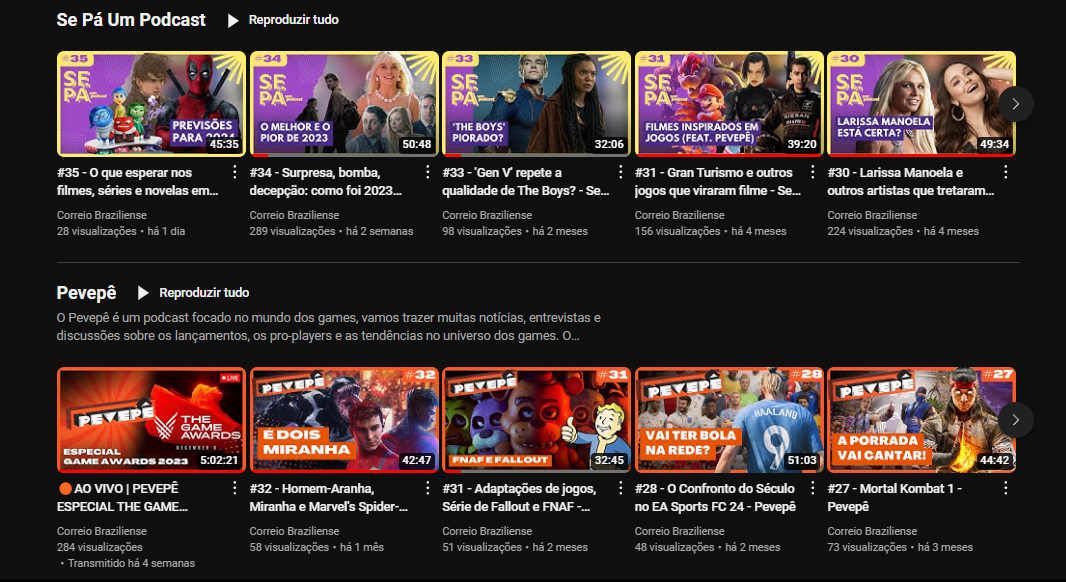 Se Pá Um Podcast
Reproduzir tudo
#35
SE
PÁ
PREVISÕES
PARA 2024
45:35
#34
SE
PÁ
O MELHOR E O
PIOR DE 2023
50:48
#33
SE
PÁ
'THE BOYS'
PIORADO?
32:06
#31
SE
PÁ
FILMES INSPIRADOS EM
JOGOS (FEAT. PEVEPÊ)
39:20
#30
SE
PÁ
LARISSA MANOELA
ESTÁ CERTA?
49:34
#35 - O que esperar nos
filmes, séries e novelas em...
Correio Braziliense
28 visualizações • há 1 dia
#34 - Surpresa, bomba,
decepção: como foi 2023...
Correio Braziliense
289 visualizações • há 2 semanas
#33 - 'Gen V' repete a
qualidade de The Boys? - Se...
Correio Braziliense
98 visualizações • há 2 meses
#31 - Gran Turismo e outros
jogos que viraram filme - Se...
Correio Braziliense
156 visualizações • há 4 meses
#30 - Larissa Manoela e
outros artistas que tretaram...
Correio Braziliense
224 visualizações • há 4 meses
Pevepê
Reproduzir tudo
O Pevepê é um podcast focado no mundo dos games, vamos trazer muitas notícias, entrevistas e
discussões sobre os lançamentos, os pro-players e as tendências no universo dos games. O...
LIVE
PEVEPÊ
THE
GAME
AWARDS
ESPECIAL
GAME AWARDS 2023
5:02:21
#32
PEVEPÊ
E DOIS
MIRANHA
42:47
#31
PEVEPÊ
FNAF E FALLOUT
32:45
#28
PEVEPÊ
HAALAND
9
VAI TER BOLA
NA REDE?
51:03
#27
PEVEPÊ
A PORRADA
VAI CANTAR!
44:42
AO VIVO | PEVEPÊ
ESPECIAL THE GAME...
Correio Braziliense
284 visualizações
• Transmitido há 4 semanas
#32 - Homem-Aranha,
Miranha e Marvel's Spider-...
Correio Braziliense
58 visualizações • há 1 mês
#31 - Adaptações de jogos,
Série de Fallout e FNAF -...
Correio Braziliense
51 visualizações • há 2 meses
#28 - O Confronto do Século
no EA Sports FC 24 - Pevepê
Correio Braziliense
48 visualizações • há 2 meses
#27 - Mortal Kombat 1 -
Pevepê
Correio Braziliense
73 visualizações • há 3 meses